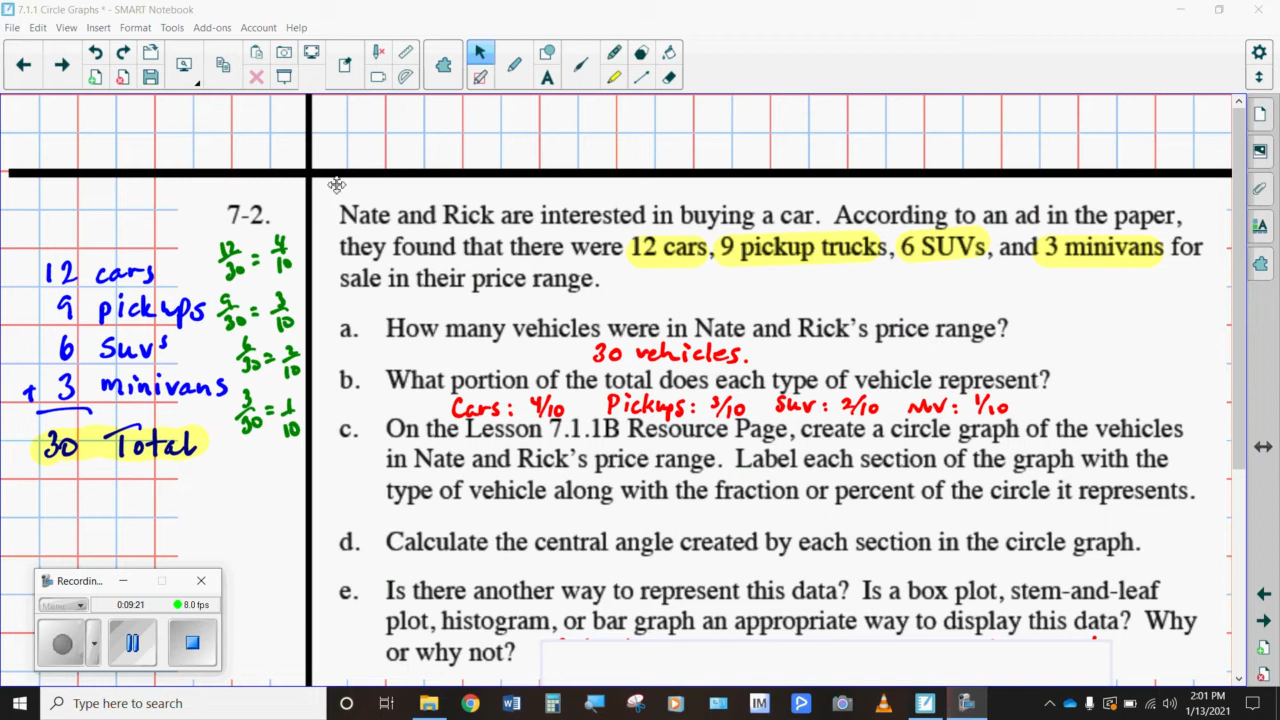 7.1.1 Circle Graphs * - SMART Notebook
File Edit View Insert Format Tools Add-ons Account Help
7-2. Nate and Rick are interested in buying a car. According to an ad in the paper,
they found that there were 12 cars, 9 pickup trucks, 6 SUVs, and 3 minivans for
sale in their price range.
12 cars 12/30 = 4/10
9 pickups 9/30 = 3/10
6 suvs 6/30 = 2/10
+ 3 minivans 3/30 = 1/10
30 Total
a. How many vehicles were in Nate and Rick's price range?
30 vehicles.
b. What portion of the total does each type of vehicle represent?
Cars: 4/10 Pickups: 3/10 SUV: 2/10 MV: 1/10
c. On the Lesson 7.1.1B Resource Page, create a circle graph of the vehicles
in Nate and Rick's price range. Label each section of the graph with the
type of vehicle along with the fraction or percent of the circle it represents.
d. Calculate the central angle created by each section in the circle graph.
e. Is there another way to represent this data? Is a box plot, stem-and-leaf
plot, histogram, or bar graph an appropriate way to display this data? Why
or why not?
Recording...
00:09:21 8.0 fps
Type here to search
2:01 PM
1/13/2021